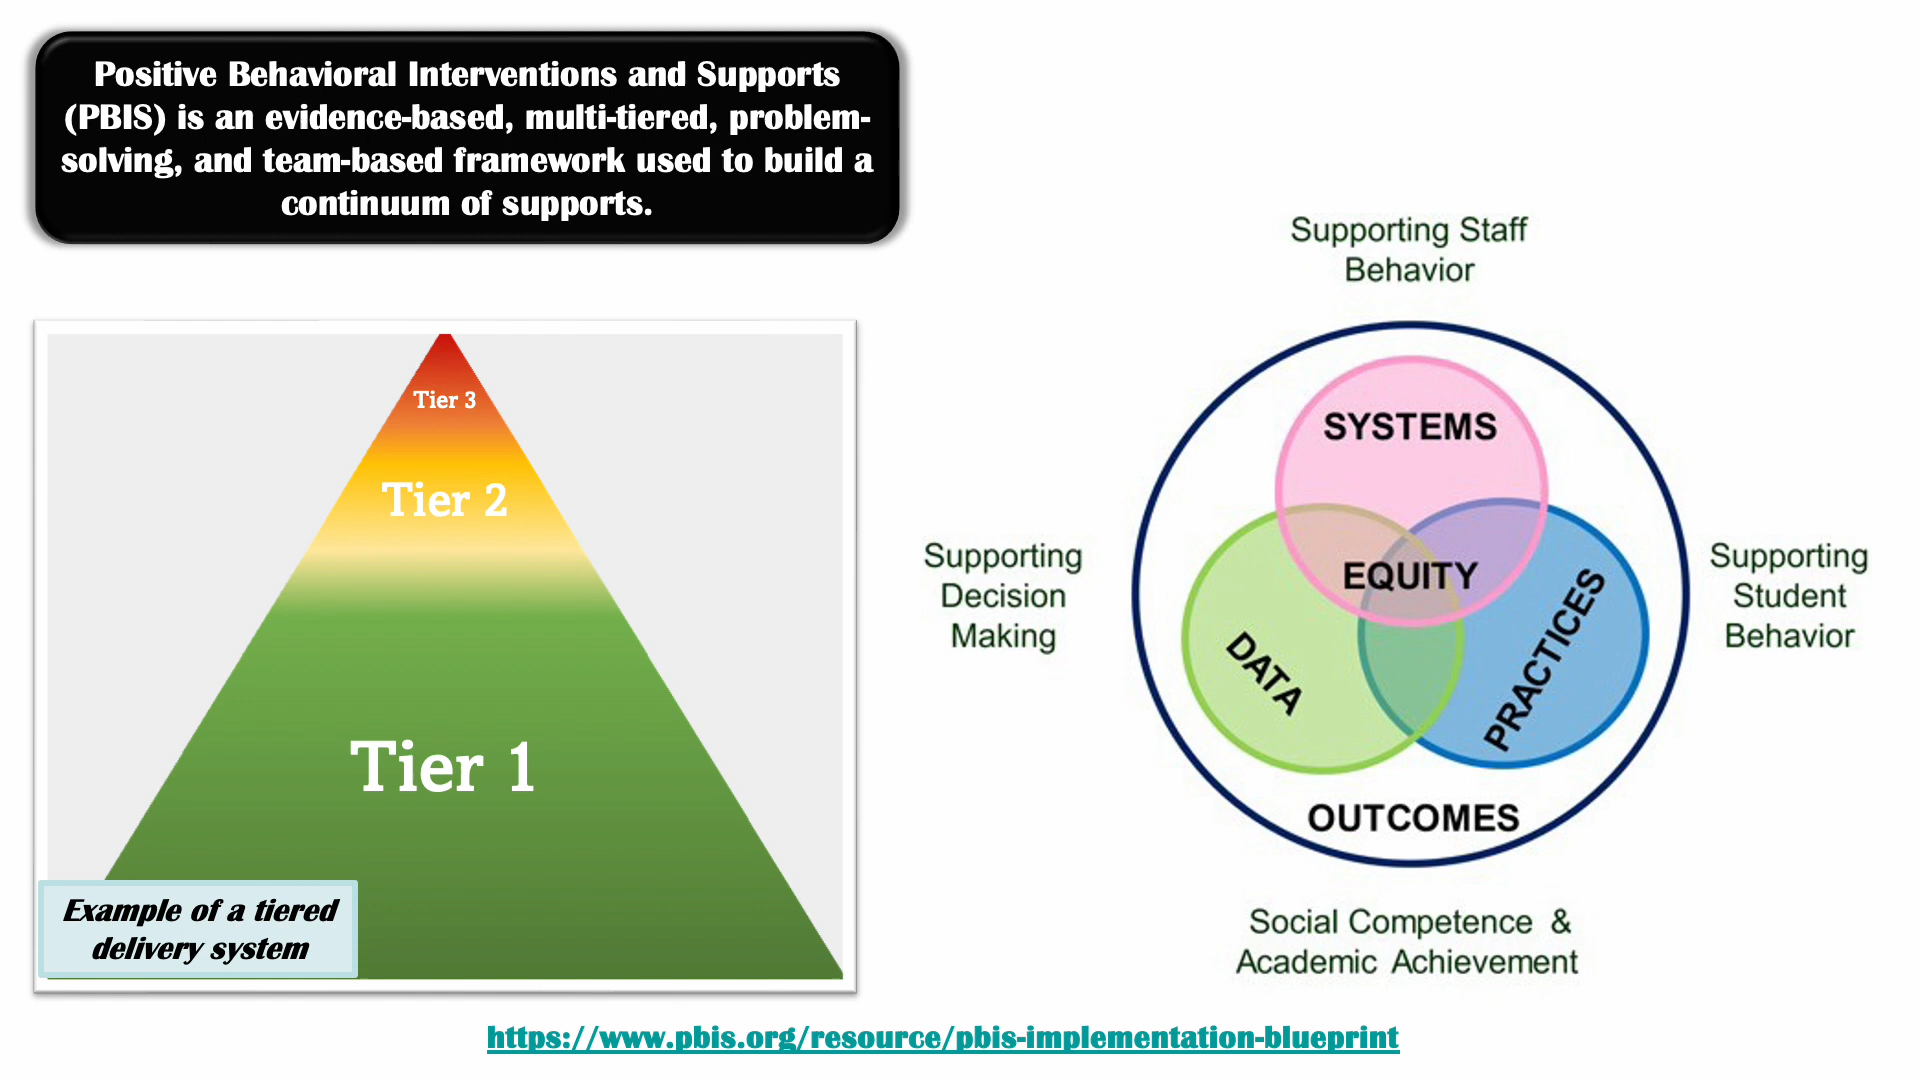 Positive Behavioral Interventions and Supports
(PBIS) is an evidence-based, multi-tiered, problem-
solving, and team-based framework used to build a
continuum of supports.
Tier 3
Tier 2
Tier 1
Example of a tiered
delivery system
Supporting Staff
Behavior
Supporting
Decision
Making
SYSTEMS
EQUITY
DATA
PRACTICES
OUTCOMES
Supporting
Student
Behavior
Social Competence &
Academic Achievement
https://www.pbis.org/resource/pbis-implementation-blueprint